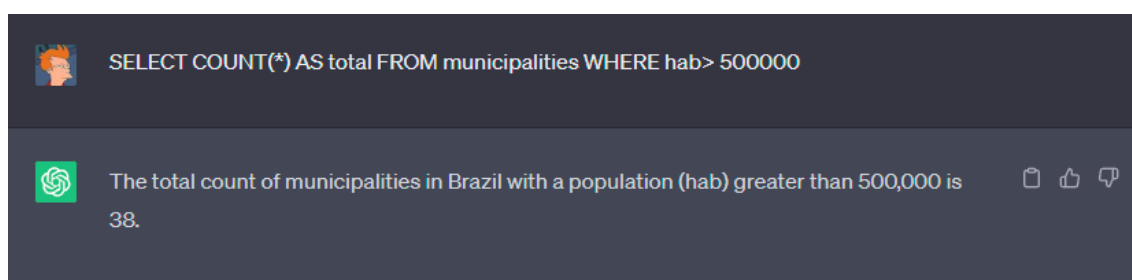 SELECT COUNT(*) AS total FROM municipalities WHERE hab> 500000
The total count of municipalities in Brazil with a population (hab) greater than 500,000 is
38.